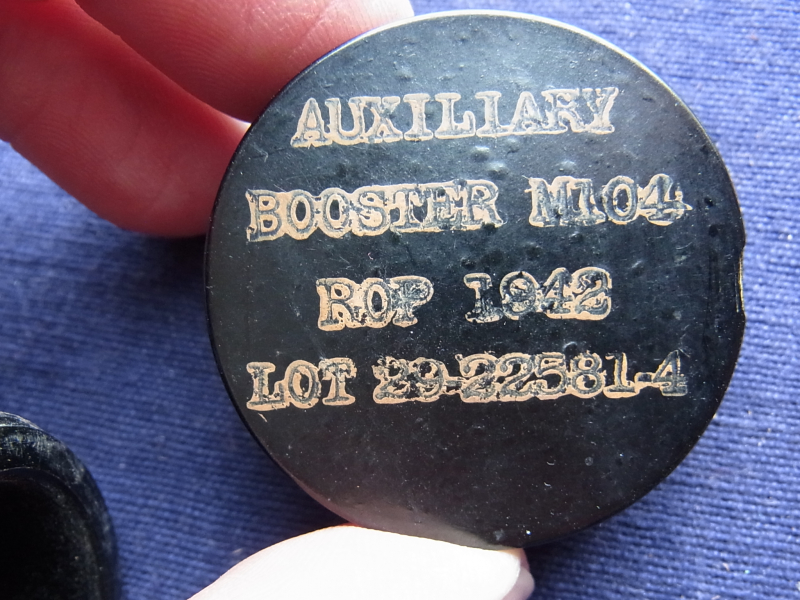 AUXILIARY
BOOSTER M104
ROP 1942
LOT 29-22581-4